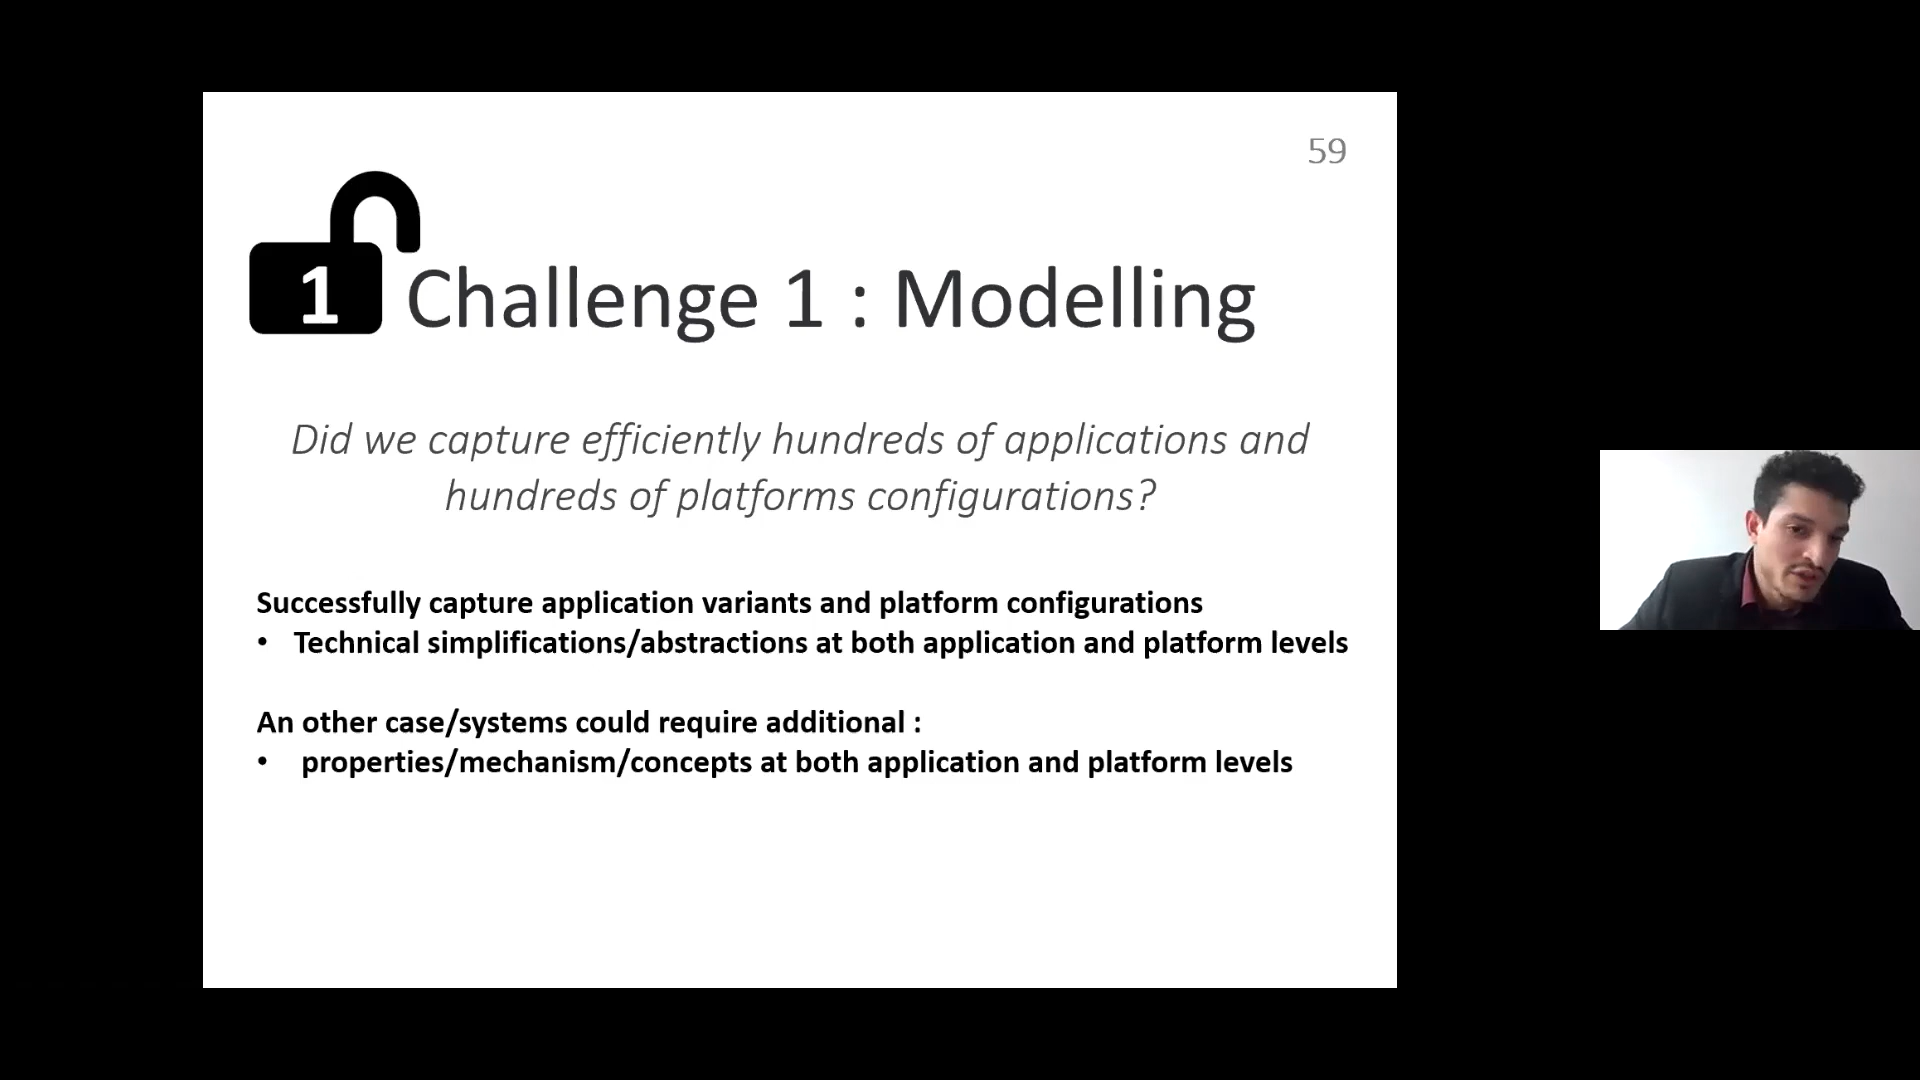 59
1
Challenge 1 : Modelling
Did we capture efficiently hundreds of applications and
hundreds of platforms configurations?
Successfully capture application variants and platform configurations
• Technical simplifications/abstractions at both application and platform levels
An other case/systems could require additional :
• properties/mechanism/concepts at both application and platform levels